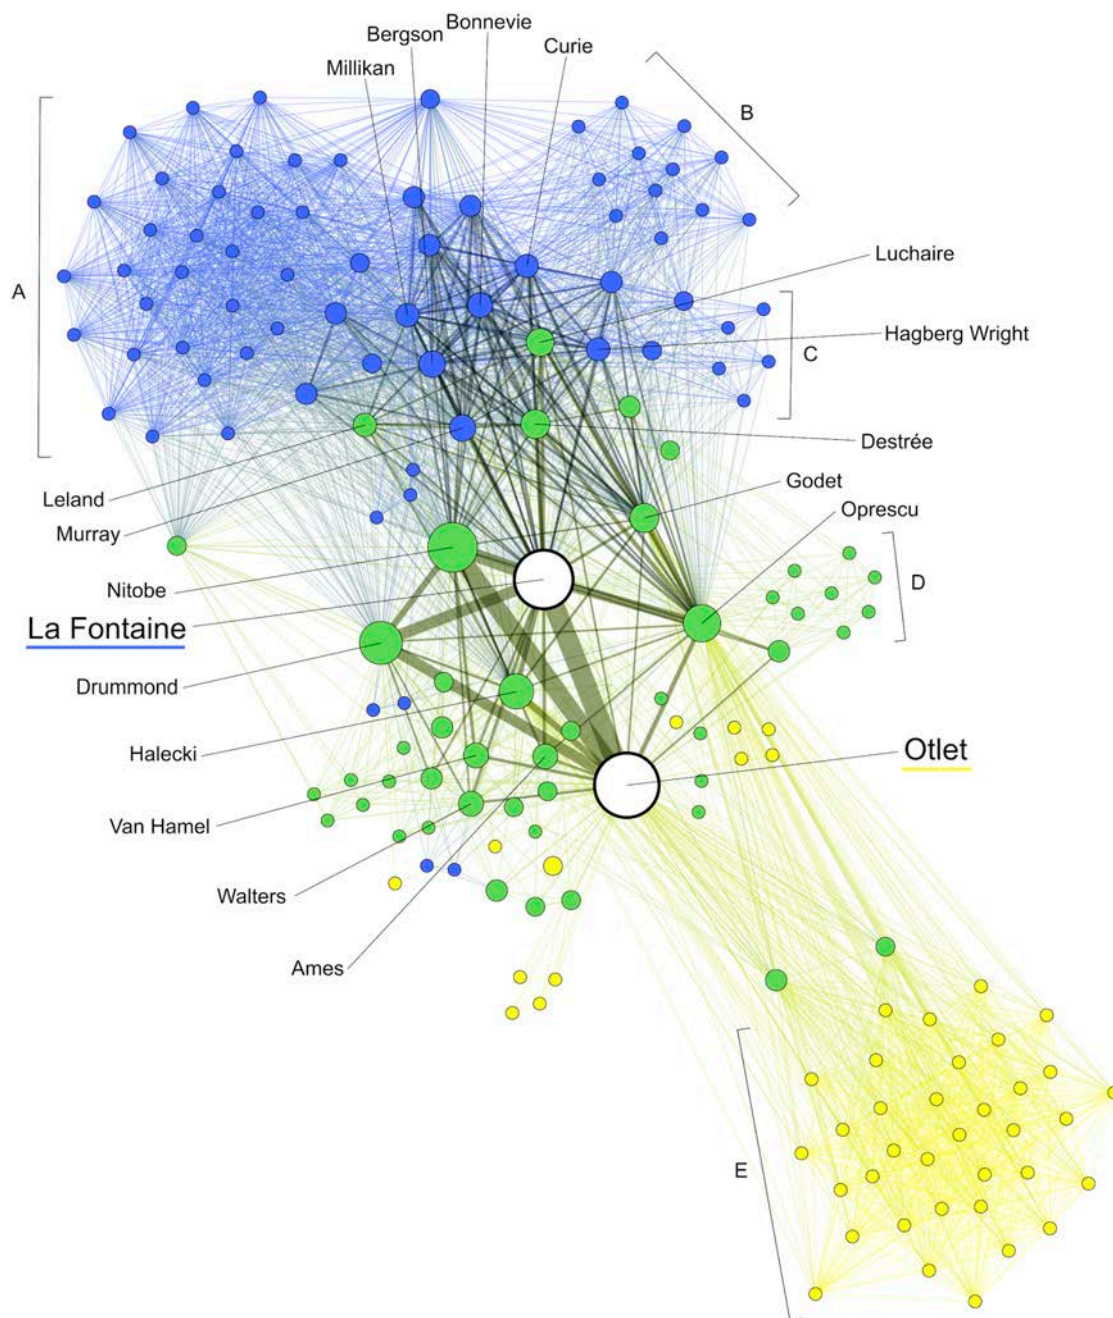 Bonnevie
Bergson
Curie
Millikan
B
Luchaire
A
Hagberg Wright
C
Destrée
Leland
Godet
Murray
Oprescu
Nitobe
D
La Fontaine
Drummond
Halecki
Otlet
Van Hamel
Walters
Ames
E